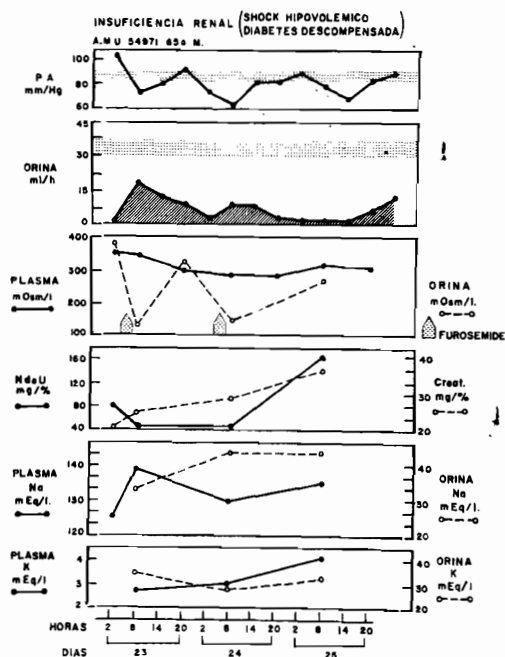 INSUFICIENCIA RENAL (SHOCK HIPOVOLEMICO
DIABETES DESCOMPENSADA)
A.M.U 54971 65a M.
P A
mm/Hg
100
80
60
ORINA
ml/h
45
30
15
0
PLASMA
mOsm/l
400
300
200
100
ORINA
mOsm/l.
FUROSEMIDE
NdeU
mg/%
160
120
80
40
Creat.
mg/%
40
30
20
PLASMA
Na
mEq/l.
140
130
120
ORINA
Na
mEq/l.
40
30
20
PLASMA
K
mEq/l
4
3
2
ORINA
K
mEq/l
40
30
20
HORAS 2 8 14 20 2 8 14 20 2 8 14 20
DIAS 23 24 25